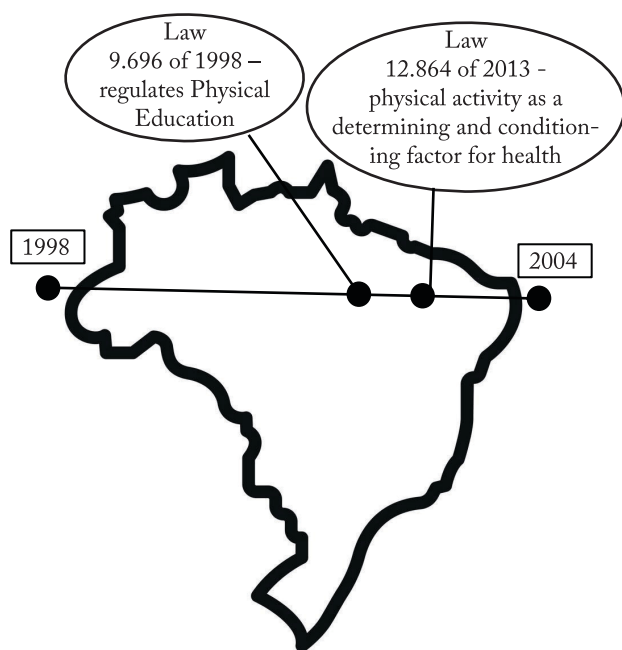 Law
9.696 of 1998 –
regulates Physical
Education
Law
12.864 of 2013 -
physical activity as a
determining and condition-
ing factor for health
1998
2004